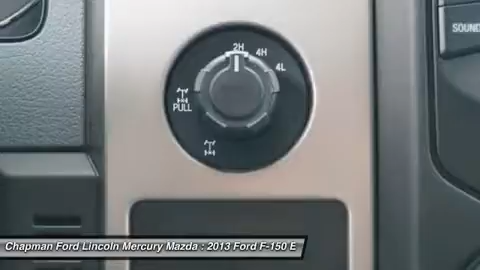 2H
4H
4L
SOUND
PULL
Chapman Ford Lincoln Mercury Mazda : 2013 Ford F-150 E